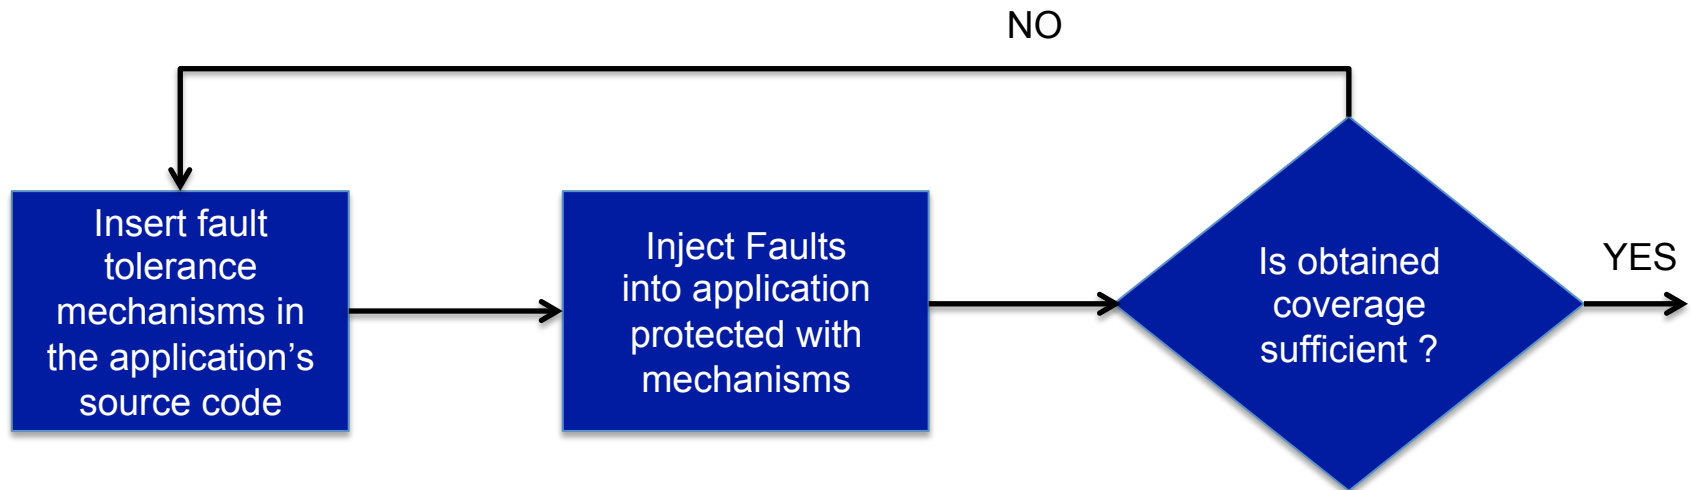 NO
Insert fault
tolerance
mechanisms in
the application’s
source code
Inject Faults
into application
protected with
mechanisms
Is obtained
coverage
sufficient ?
YES